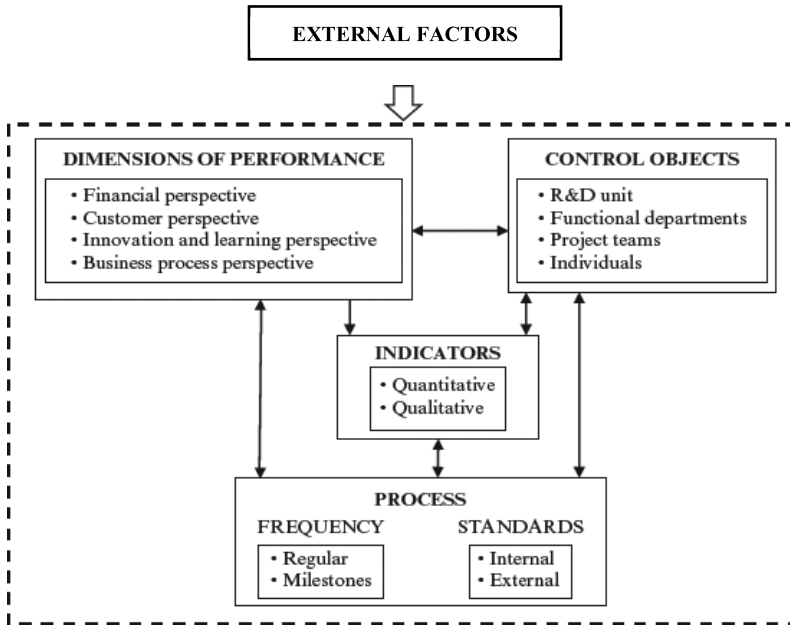 EXTERNAL FACTORS
DIMENSIONS OF PERFORMANCE
• Financial perspective
• Customer perspective
• Innovation and learning perspective
• Business process perspective
CONTROL OBJECTS
• R&D unit
• Functional departments
• Project teams
• Individuals
INDICATORS
• Quantitative
• Qualitative
PROCESS
FREQUENCY
• Regular
• Milestones
STANDARDS
• Internal
• External